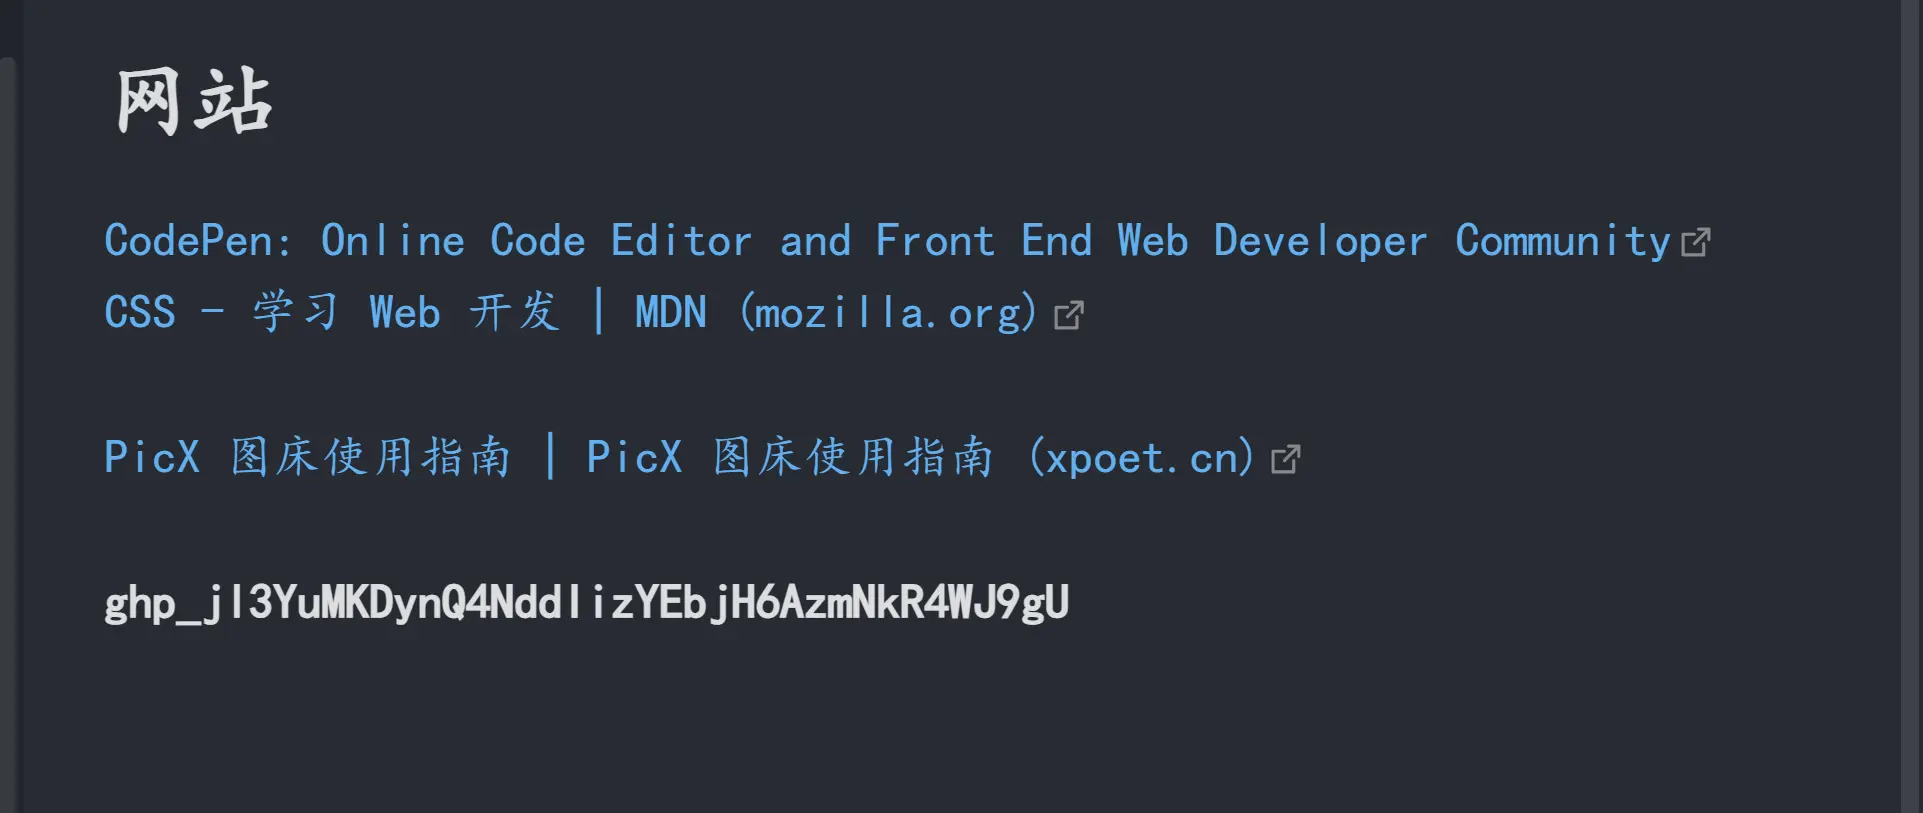 网站
CodePen: Online Code Editor and Front End Web Developer Community
CSS - 学习 Web 开发 | MDN (mozilla.org)
PicX 图床使用指南 | PicX 图床使用指南 (xpoet.cn)